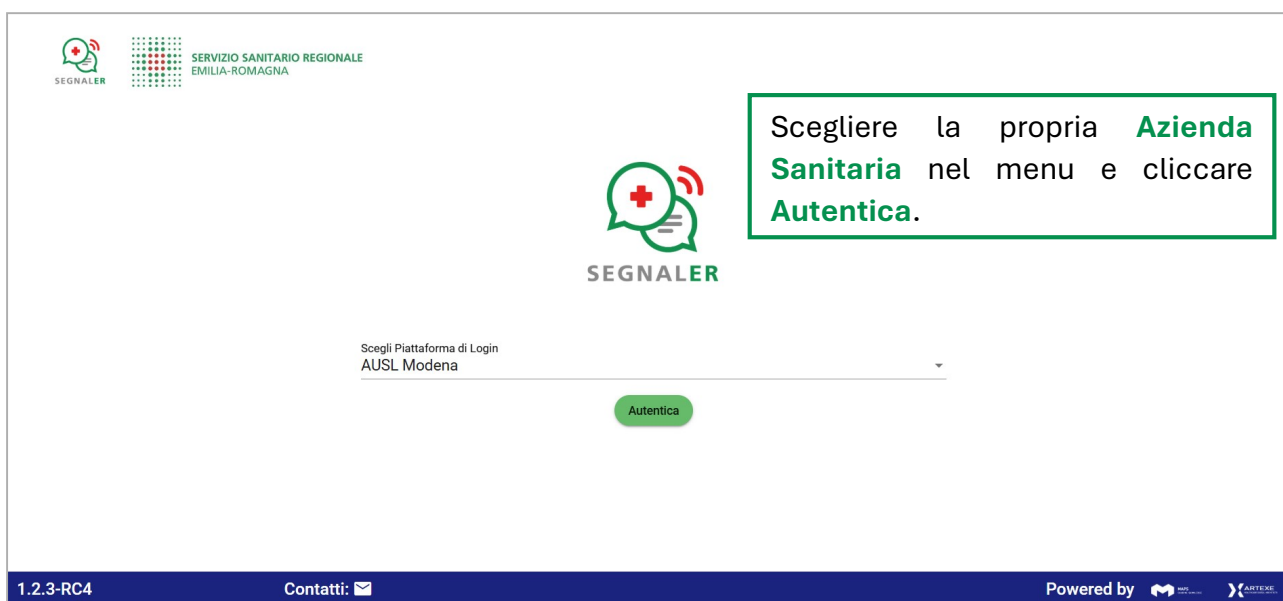 SEGNALER
SERVIZIO SANITARIO REGIONALE
EMILIA-ROMAGNA
Scegliere la propria Azienda
Sanitaria nel menu e cliccare
Autentica.
SEGNALER
Scegli Piattaforma di Login
AUSL Modena
Autentica
1.2.3-RC4 Contatti: Powered by ARTEXE